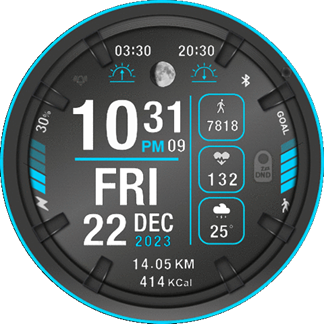 03:30 20:30
30%
GOAL
10 31
PM 09
7818
FRI
132
TAP
DND
22 DEC
2023
25°
14.05 KM
414 KCal